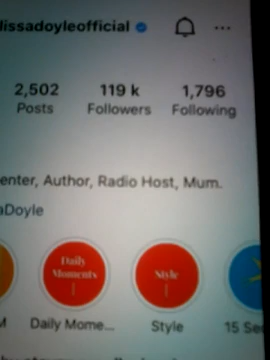 lissadoyleofficial
2,502 119 k 1,796
Posts Followers Following
enter, Author, Radio Host, Mum.
aDoyle
Daily
Moments
Style
M Daily Mome... Style 15 Sec